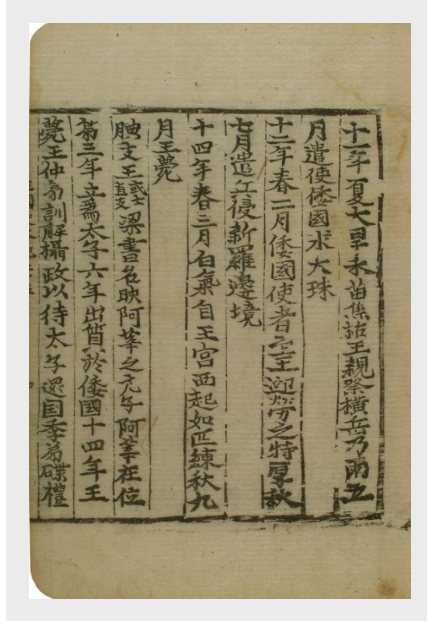 十一年夏大旱禾苗焦枯王親祭橫岳乃雨五
月遣使倭國求大珠
十二年春二月倭國使者至王迎勞之特厚秋
七月遣兵侵新羅邊境
十四年春三月白氣自王宮西起如匹練秋九
月王薨
腆支王或云直支梁書名映阿莘之元子阿莘在位
第三年立爲太子六年出質於倭國十四年王
薨王仲弟訓解攝政以待太子還国季弟碟禮